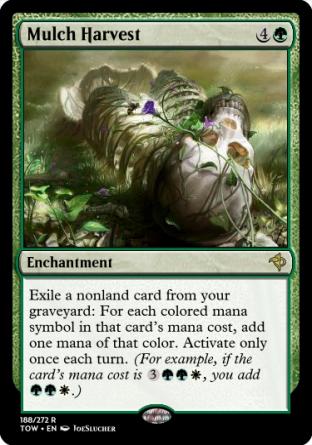 Mulch Harvest 4
Enchantment
Exile a nonland card from your
graveyard: For each colored mana
symbol in that card's mana cost, add
one mana of that color. Activate only
once each turn. (For example, if the
card's mana cost is 3, you add
.)
188/272 R
TOW • EN JOESLUCHER